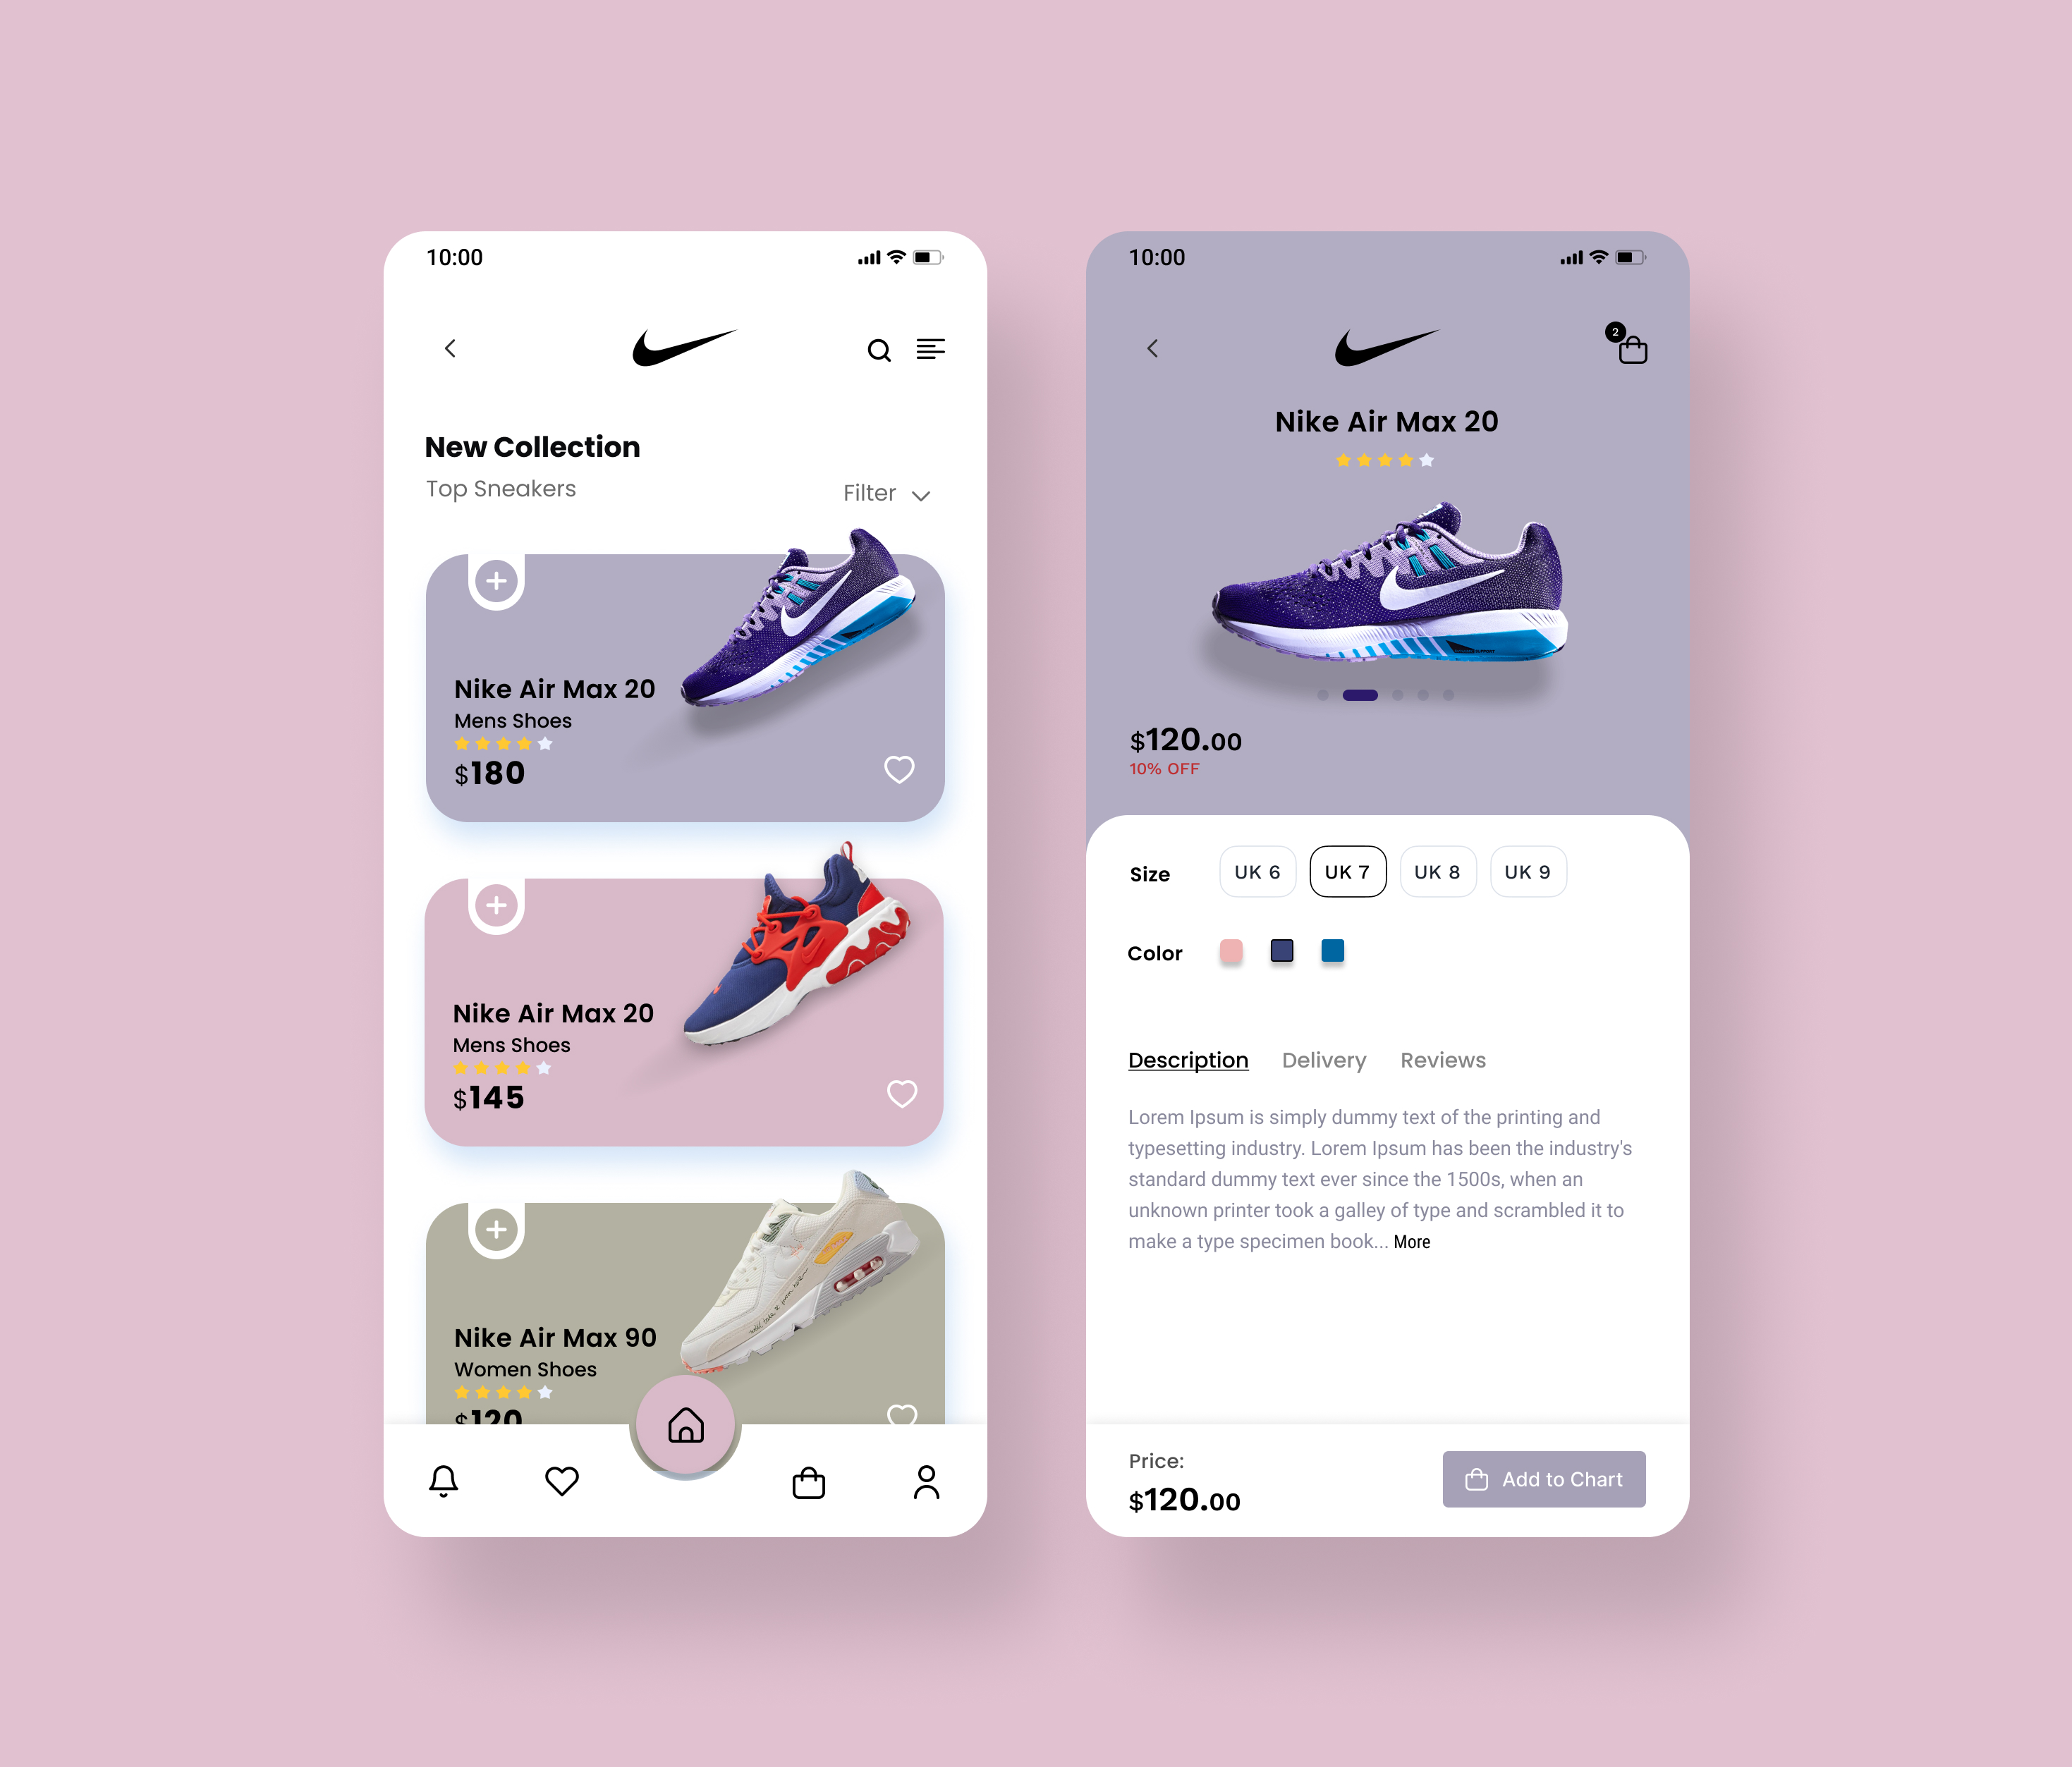 10:00
New Collection
Top Sneakers
Filter
Nike Air Max 20
Mens Shoes
$180
Nike Air Max 20
Mens Shoes
$145
Nike Air Max 90
Women Shoes
$120
10:00
2
Nike Air Max 20
$120.00
10% OFF
Size UK 6 UK 7 UK 8 UK 9
Color
Description Delivery Reviews
Lorem Ipsum is simply dummy text of the printing and
typesetting industry. Lorem Ipsum has been the industry's
standard dummy text ever since the 1500s, when an
unknown printer took a galley of type and scrambled it to
make a type specimen book... More
Price:
$120.00
Add to Chart